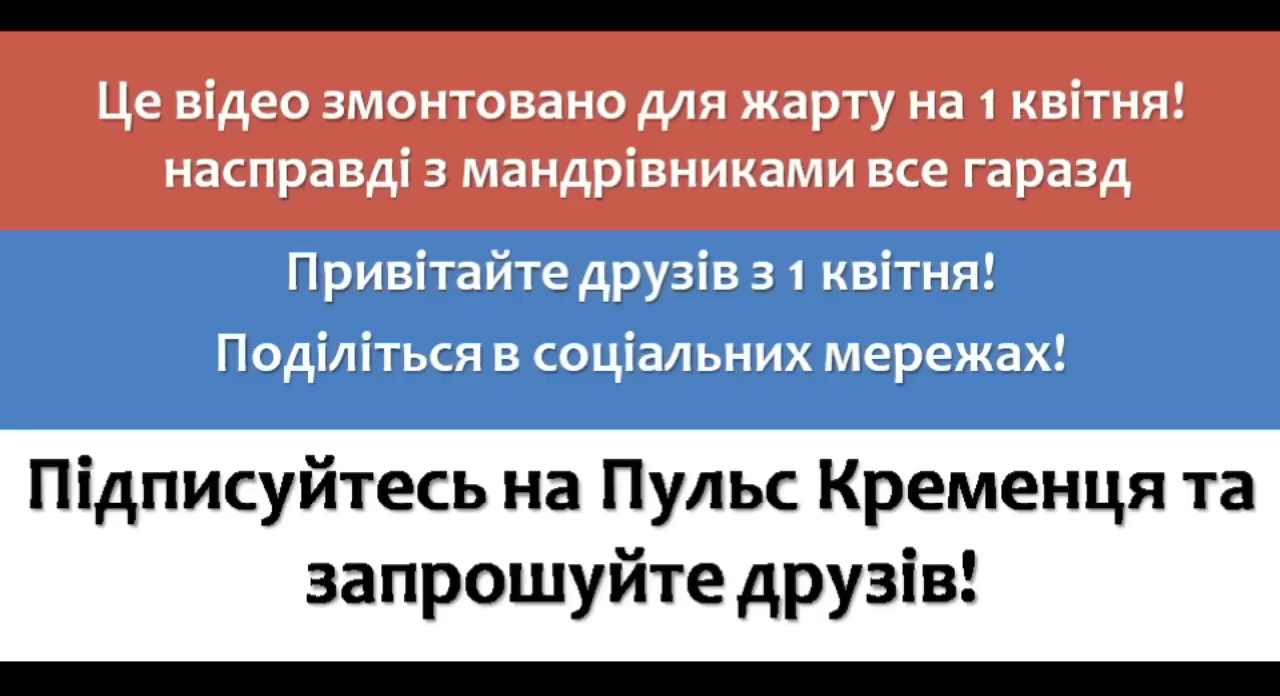 Це відео змонтовано для жарту на 1 квітня!
насправді з мандрівниками все гаразд
Привітайте друзів з 1 квітня!
Поділіться в соціальних мережах!
Підписуйтесь на Пульс Кременця та
запрошуйте друзів!